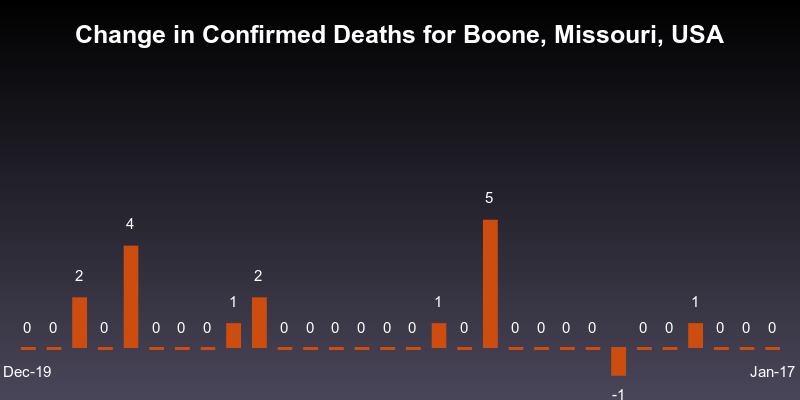 Change in Confirmed Deaths for Boone, Missouri, USA
0 0 2 0 4 0 0 0 1 2 0 0 0 0 0 0 1 0 5 0 0 0 0 -1 0 0 1 0 0 0
Dec-19 Jan-17